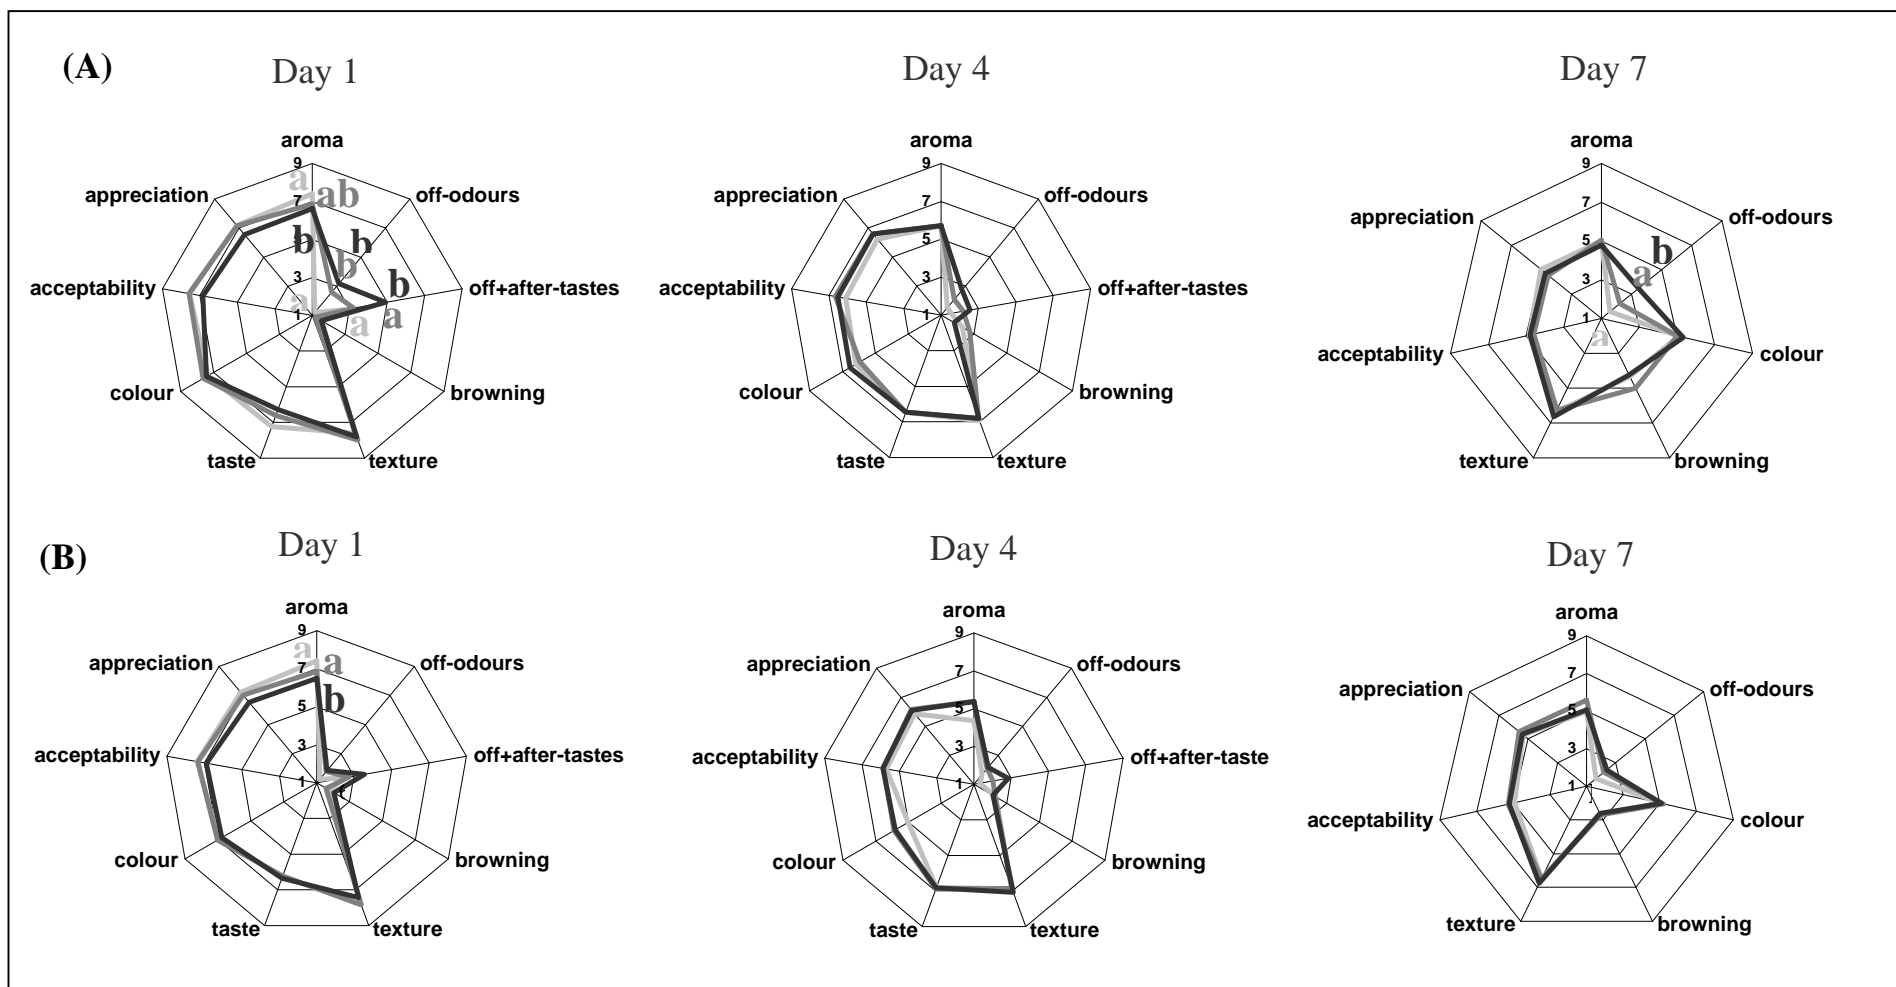 (A) Day 1 Day 4 Day 7
aroma aroma aroma
9 9 9
a
appreciation 7 ab off-odours appreciation 7 off-odours appreciation 7 off-odours
b b 5 5 b
3 b 3 3 a
acceptability a b off+after-tastes acceptability off+after-tastes
1 a a 1 1
a
acceptability colour
colour browning colour browning
taste texture taste texture texture browning
(B) Day 1 Day 4 Day 7
aroma aroma aroma
9 9 9
a a
appreciation 7 off-odours appreciation 7 off-odours appreciation 7 off-odours
b
5 5 5
acceptability 3 off+after-tastes acceptability 3 off+after-taste 3
1 1 1
acceptability colour
colour browning colour browning
taste texture taste texture texture browning